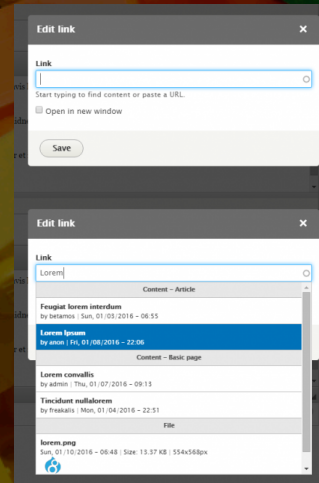 Edit link
Link
Start typing to find content or paste a URL.
Open in new window
Save
Edit link
Link
Lorem
Content – Article
Feugiat lorem interdum
by betamos | Sun, 01/03/2016 – 06:55
Lorem Ipsum
by anon | Fri, 01/08/2016 – 22:06
Content – Basic page
Lorem convallis
by admin | Thu, 01/07/2016 – 09:13
Tincidunt nullalorem
by freakalis | Mon, 01/04/2016 – 22:51
File
lorem.png
Sun, 01/10/2016 – 06:48 | Size: 13.37 KB | 554x568px